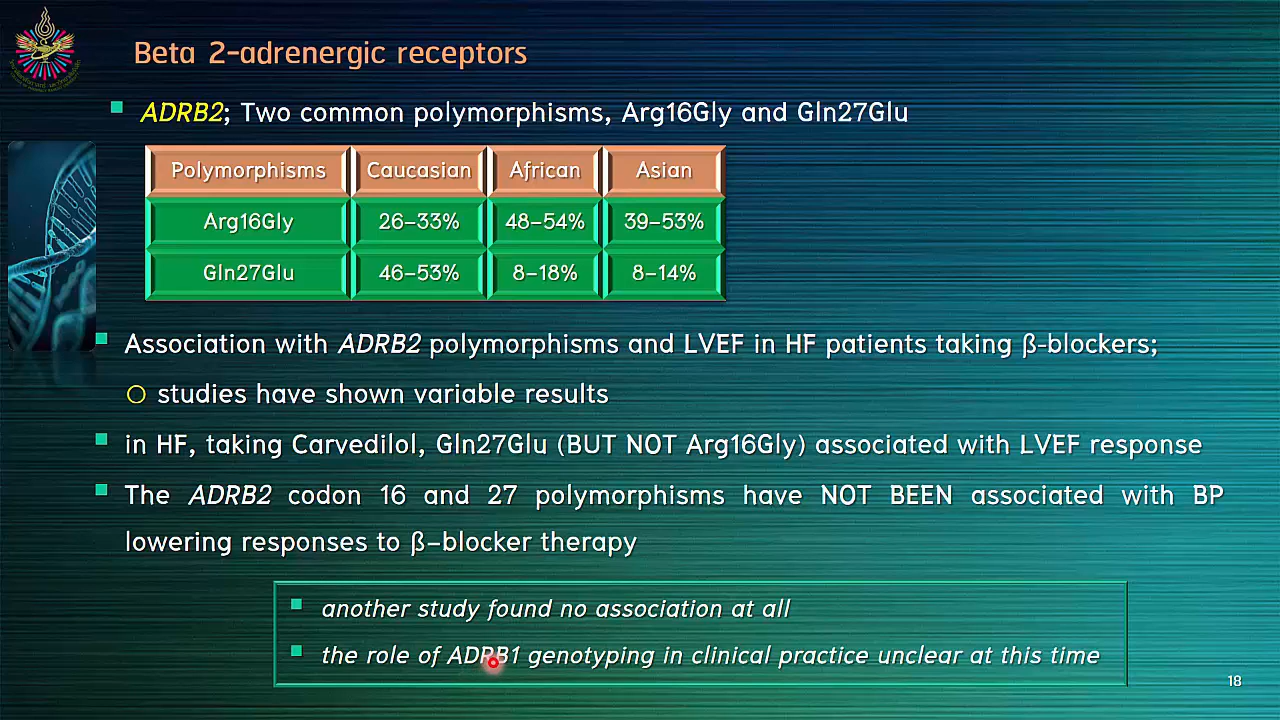 Beta 2-adrenergic receptors
ADRB2; Two common polymorphisms, Arg16Gly and Gln27Glu
Polymorphisms Caucasian African Asian
Arg16Gly 26–33% 48–54% 39–53%
Gln27Glu 46–53% 8–18% 8–14%
Association with ADRB2 polymorphisms and LVEF in HF patients taking β-blockers;
studies have shown variable results
in HF, taking Carvedilol, Gln27Glu (BUT NOT Arg16Gly) associated with LVEF response
The ADRB2 codon 16 and 27 polymorphisms have NOT BEEN associated with BP
lowering responses to β–blocker therapy
another study found no association at all
the role of ADRB1 genotyping in clinical practice unclear at this time
18